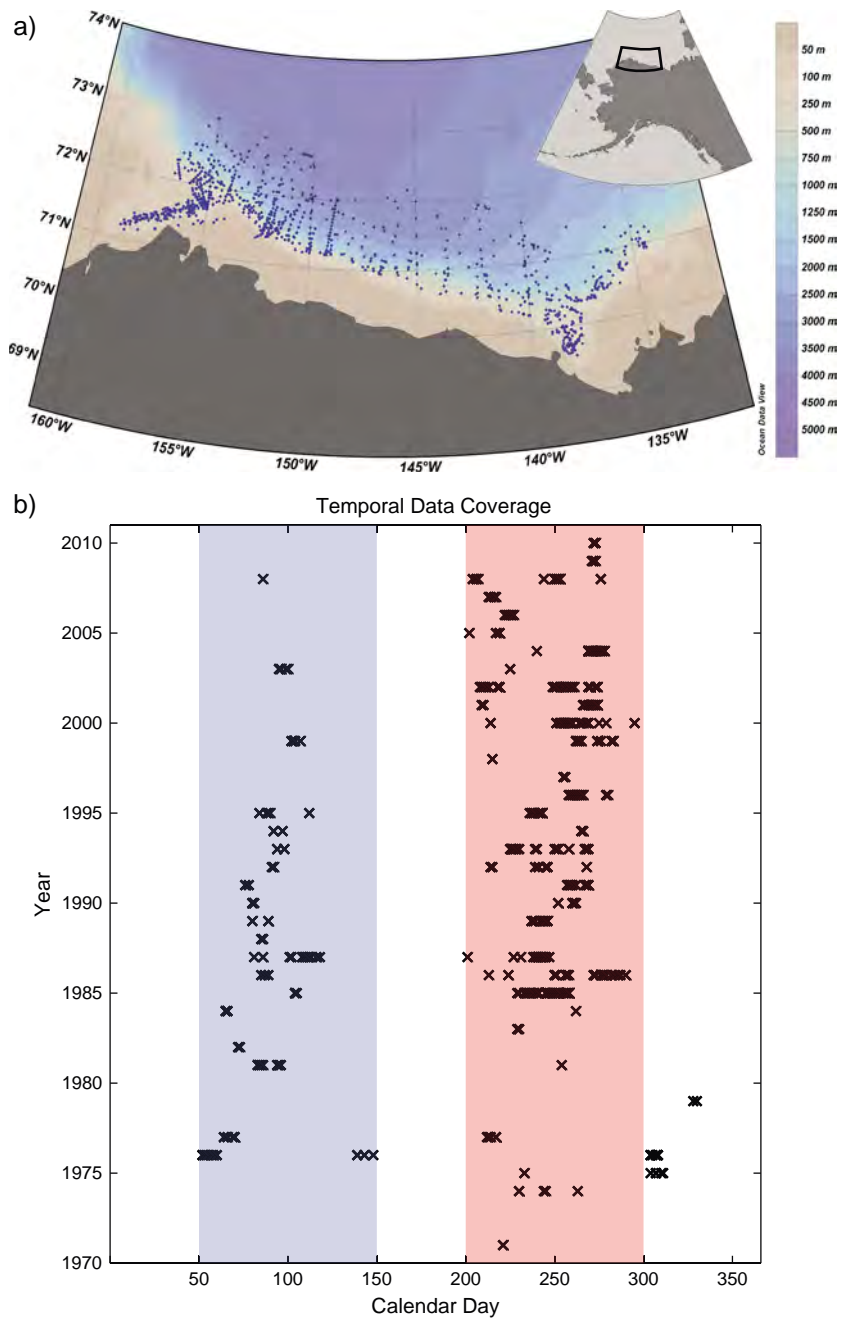 a)
74°N
73°N
72°N
71°N
70°N
69°N
160°W
155°W
150°W
145°W
140°W
135°W
Ocean Data View
50 m
100 m
250 m
500 m
750 m
1000 m
1250 m
1500 m
2000 m
2500 m
3000 m
3500 m
4000 m
4500 m
5000 m
b)
Temporal Data Coverage
Year
2010
2005
2000
1995
1990
1985
1980
1975
1970
50 100 150 200 250 300 350
Calendar Day